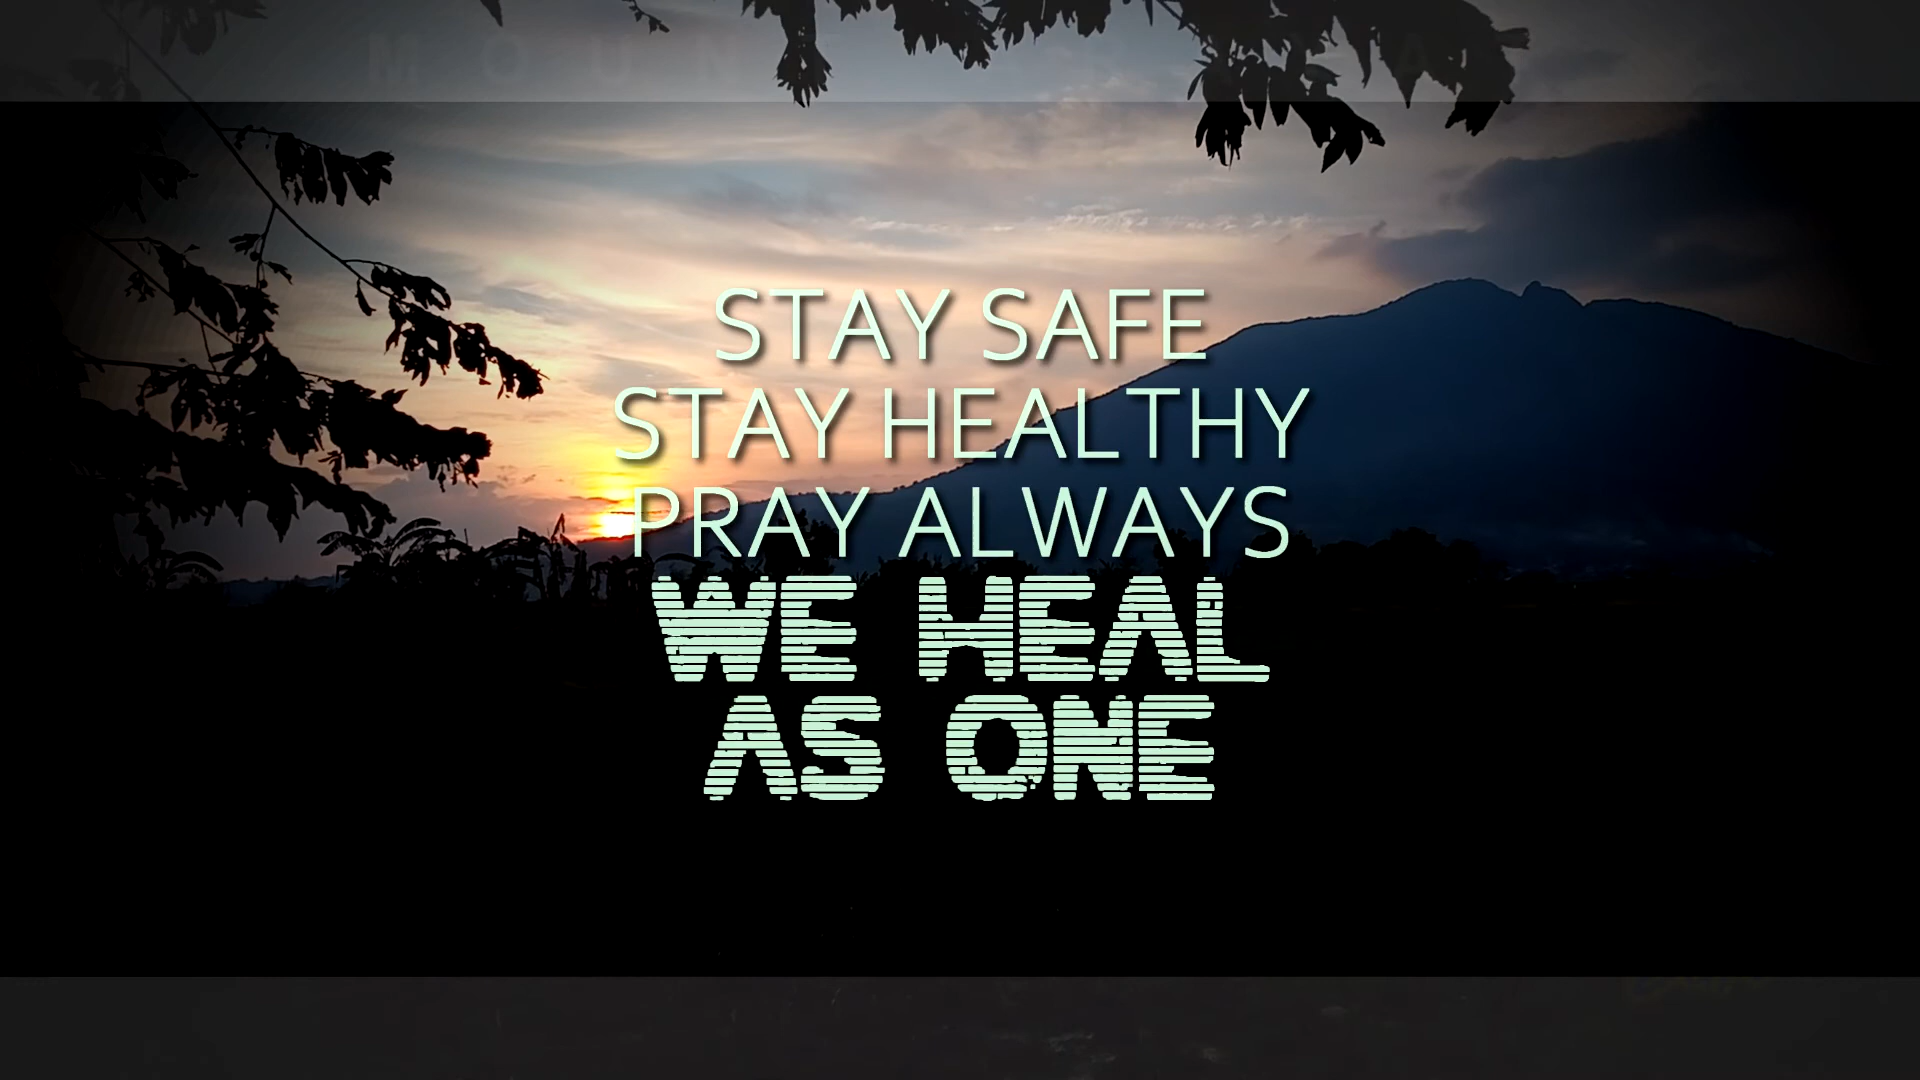 STAY SAFE
STAY HEALTHY
PRAY ALWAYS
WE HEAL
AS ONE